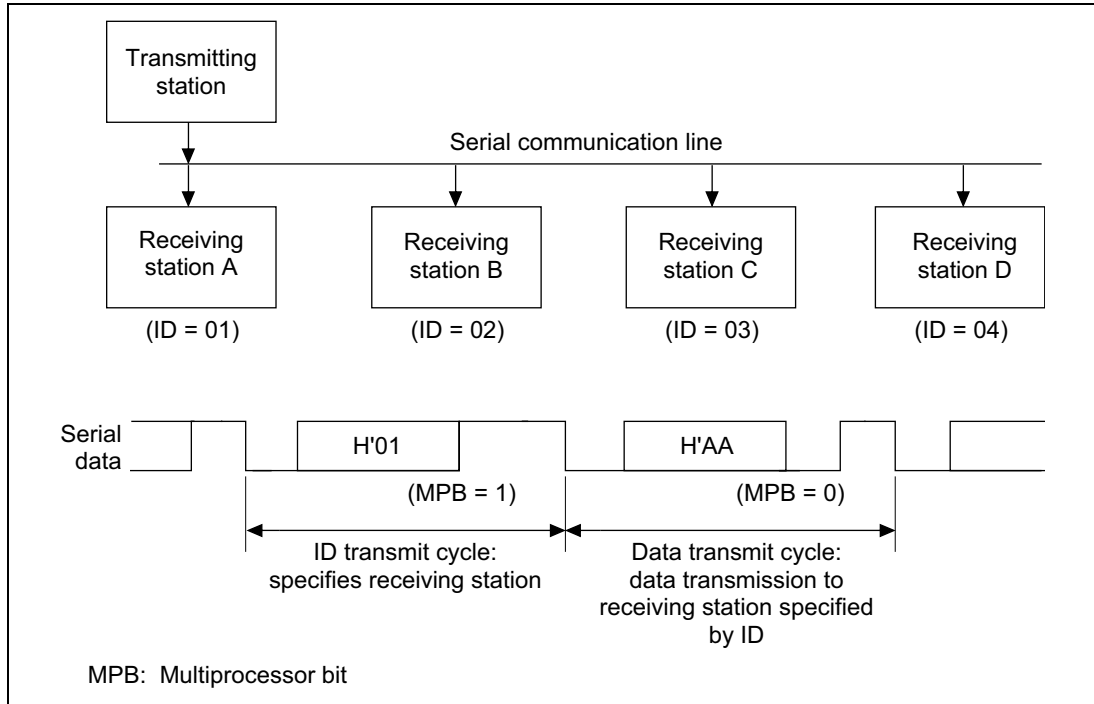 Transmitting
station
Serial communication line
Receiving
station A
Receiving
station B
Receiving
station C
Receiving
station D
(ID = 01)
(ID = 02)
(ID = 03)
(ID = 04)
Serial
data
H'01
H'AA
(MPB = 1)
(MPB = 0)
ID transmit cycle:
specifies receiving station
Data transmit cycle:
data transmission to
receiving station specified
by ID
MPB: Multiprocessor bit